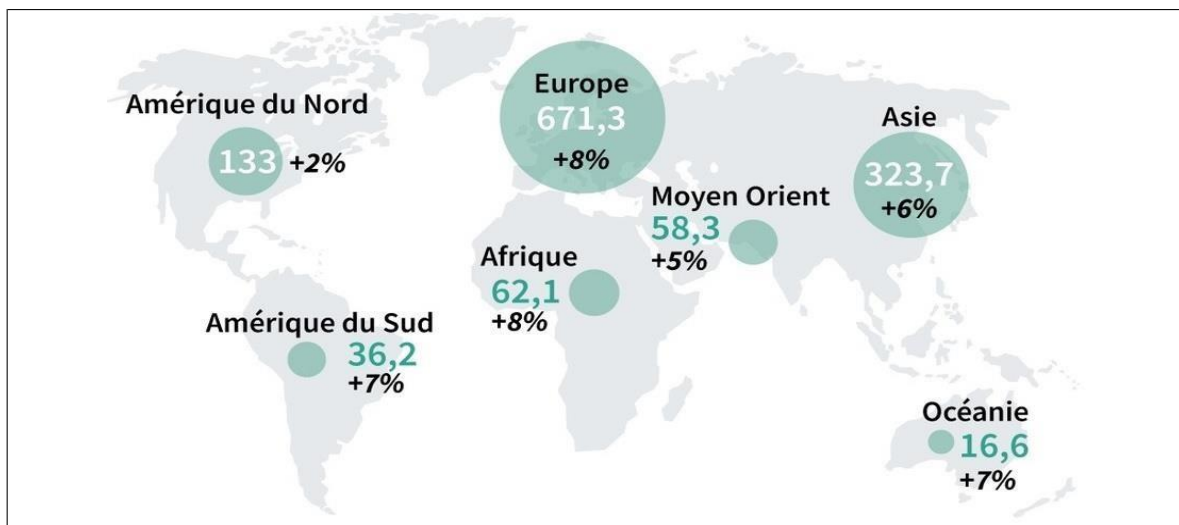 Amérique du Nord
133 +2%
Europe
671,3
+8%
Asie
323,7
+6%
Moyen Orient
58,3
+5%
Afrique
62,1
+8%
Amérique du Sud
36,2
+7%
Océanie
16,6
+7%